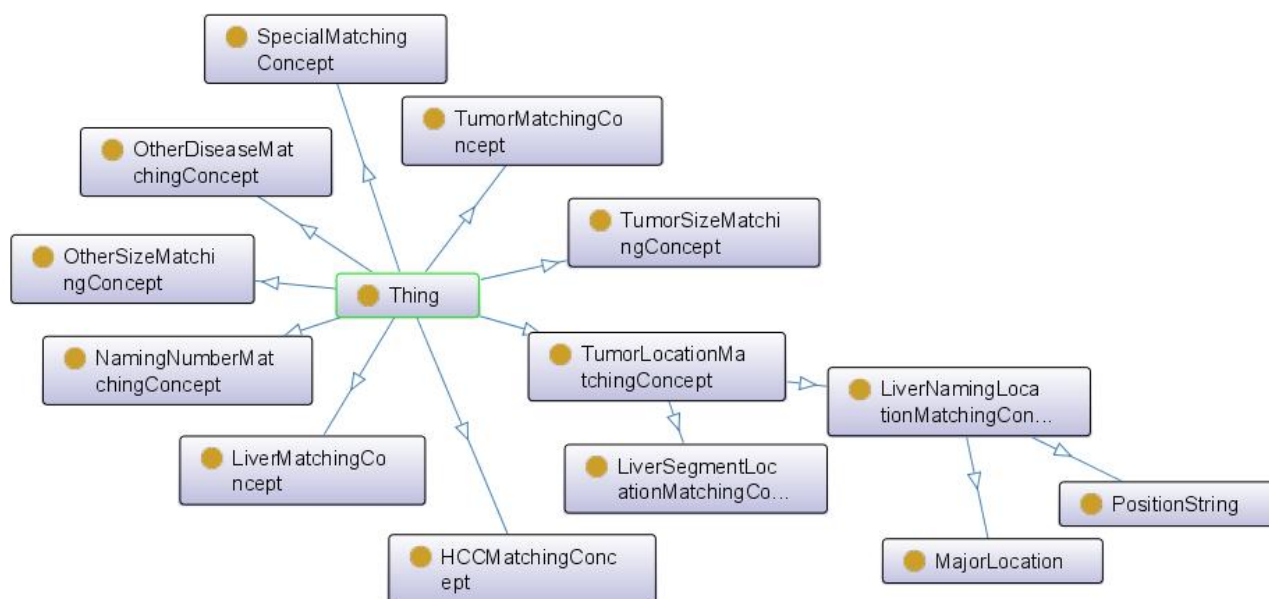 SpecialMatching
Concept
TumorMatchingCo
ncept
OtherDiseaseMat
chingConcept
TumorSizeMatchi
ngConcept
OtherSizeMatchi
ngConcept
Thing
NamingNumberMat
chingConcept
TumorLocationMa
tchingConcept
LiverNamingLoca
tionMatchingCon...
LiverMatchingCo
ncept
LiverSegmentLoc
ationMatchingCo...
PositionString
HCCMatchingConc
ept
MajorLocation